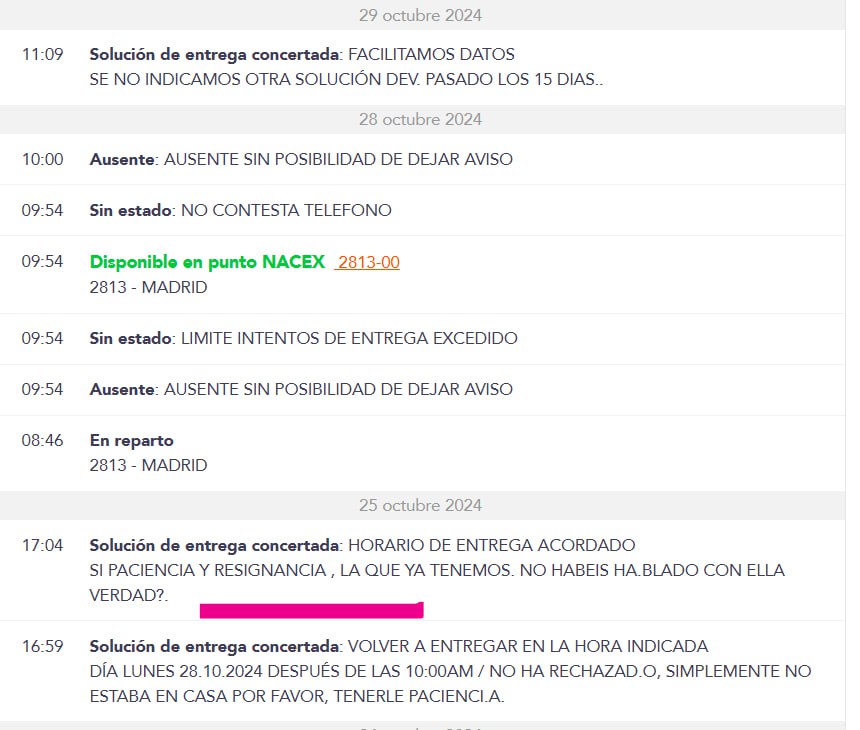 29 octubre 2024
11:09 Solución de entrega concertada: FACILITAMOS DATOS
SE NO INDICAMOS OTRA SOLUCIÓN DEV. PASADO LOS 15 DIAS..
28 octubre 2024
10:00 Ausente: AUSENTE SIN POSIBILIDAD DE DEJAR AVISO
09:54 Sin estado: NO CONTESTA TELEFONO
09:54 Disponible en punto NACEX 2813-00
2813 - MADRID
09:54 Sin estado: LIMITE INTENTOS DE ENTREGA EXCEDIDO
09:54 Ausente: AUSENTE SIN POSIBILIDAD DE DEJAR AVISO
08:46 En reparto
2813 - MADRID
25 octubre 2024
17:04 Solución de entrega concertada: HORARIO DE ENTREGA ACORDADO
SI PACIENCIA Y RESIGNANCIA , LA QUE YA TENEMOS. NO HABEIS HA.BLADO CON ELLA
VERDAD?.
16:59 Solución de entrega concertada: VOLVER A ENTREGAR EN LA HORA INDICADA
DÍA LUNES 28.10.2024 DESPUÉS DE LAS 10:00AM / NO HA RECHAZAD.O, SIMPLEMENTE NO
ESTABA EN CASA POR FAVOR, TENERLE PACIENCI.A.